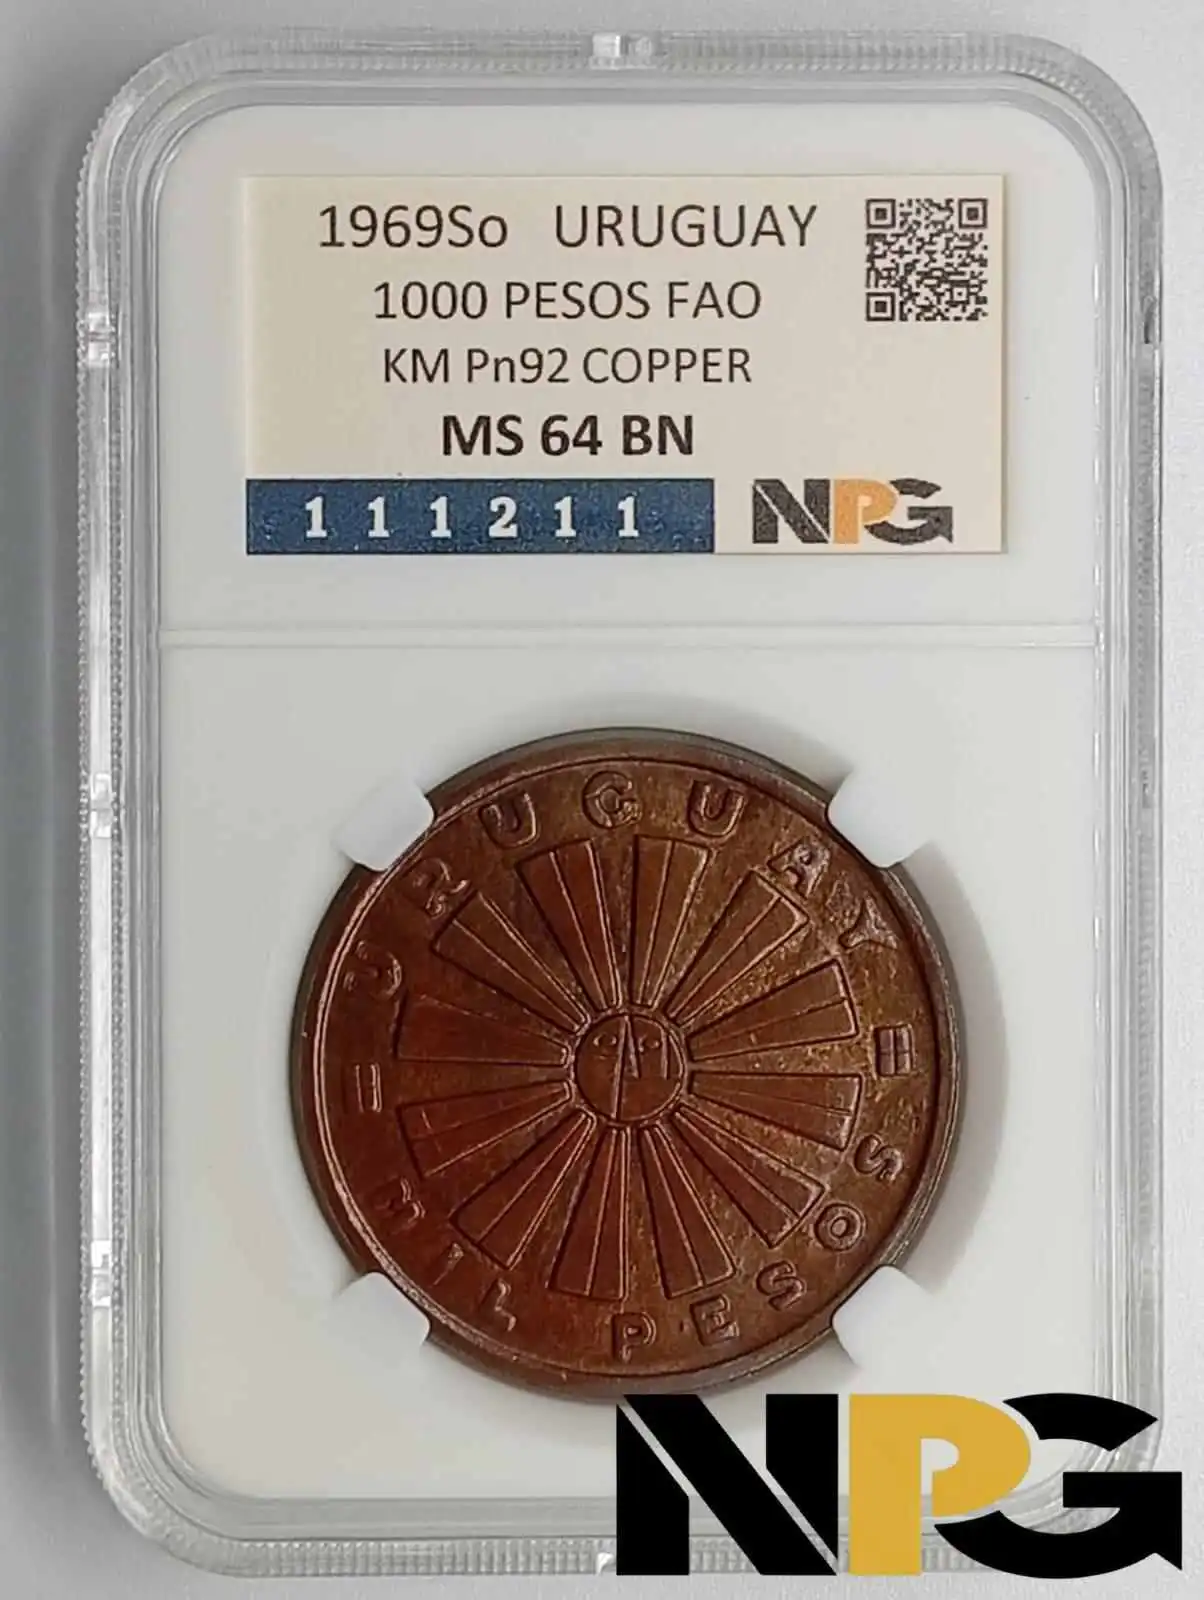 1969So URUGUAY
1000 PESOS FAO
KM Pn92 COPPER
MS 64 BN
111211 NPG
URUGUAY
MIL PESOS
NPG